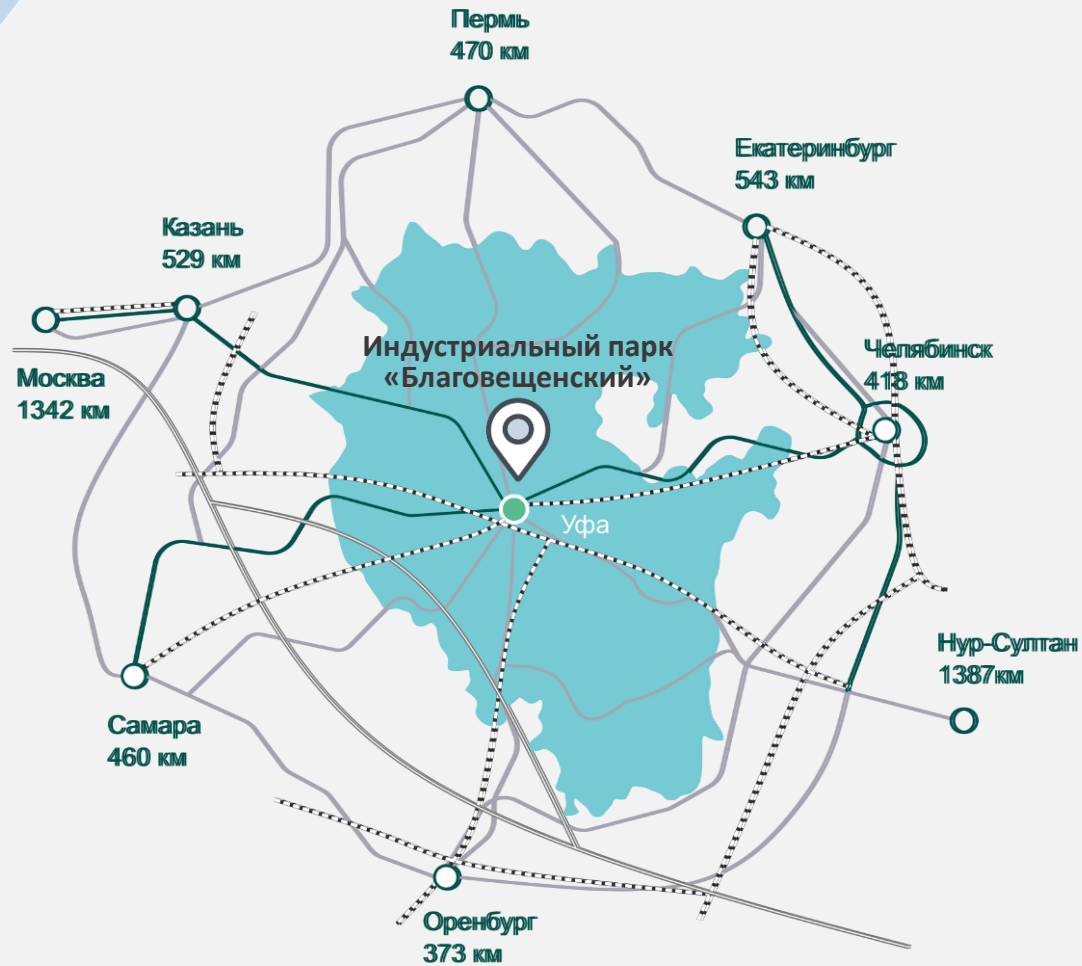 Пермь
470 км
Екатеринбург
543 км
Казань
529 км
Индустриальный парк
«Благовещенский»
Челябинск
418 км
Москва
1342 км
Уфа
Нур-Султан
1387км
Самара
460 км
Оренбург
373 км